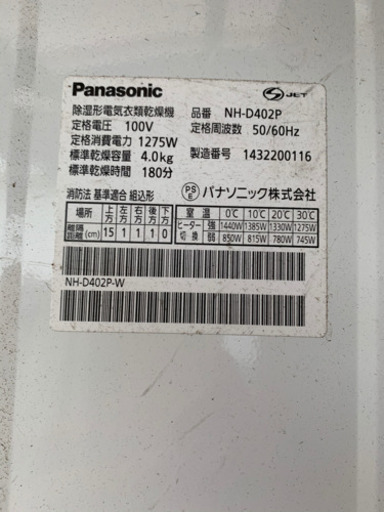 Panasonic
S JET
除湿形電気衣類乾燥機 品番 NH-D402P
定格電圧 100V 定格周波数 50/60Hz
定格消費電力 1275W
標準乾燥容量 4.0kg 製造番号 1432200116
標準乾燥時間 180分
消防法 基準適合 組込形 PSE パナソニック株式会社
場所 上方 左方 右方 後方 下方
離隔距離(cm) 15 1 1 1 0
室温 0℃ 10℃ 20℃ 30℃
ヒーター切換 強 1440W 1385W 1330W 1275W
弱 850W 815W 780W 745W
NH-D402P-W